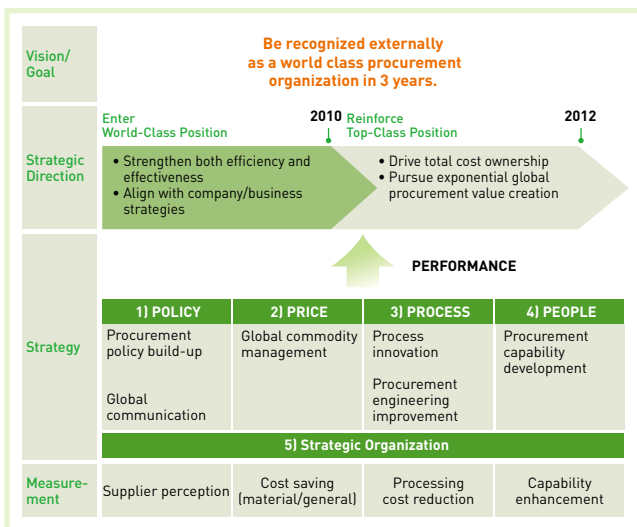 Vision/
Goal
Be recognized externally
as a world class procurement
organization in 3 years.
Strategic
Direction
Enter
World-Class Position
2010
Reinforce
Top-Class Position
2012
• Strengthen both efficiency and
effectiveness
• Align with company/business
strategies
• Drive total cost ownership
• Pursue exponential global
procurement value creation
PERFORMANCE
Strategy
1) POLICY
Procurement
policy build-up
Global
communication
2) PRICE
Global commodity
management
3) PROCESS
Process
innovation
Procurement
engineering
improvement
4) PEOPLE
Procurement
capability
development
5) Strategic Organization
Measure-
ment
Supplier perception
Cost saving
(material/general)
Processing
cost reduction
Capability
enhancement